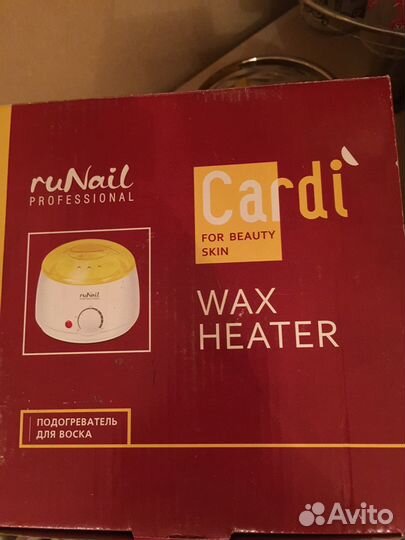 ruNail
PROFESSIONAL
Cardi
FOR BEAUTY
SKIN
ruNail
WAX
HEATER
ПОДОГРЕВАТЕЛЬ
ДЛЯ ВОСКА
Avito